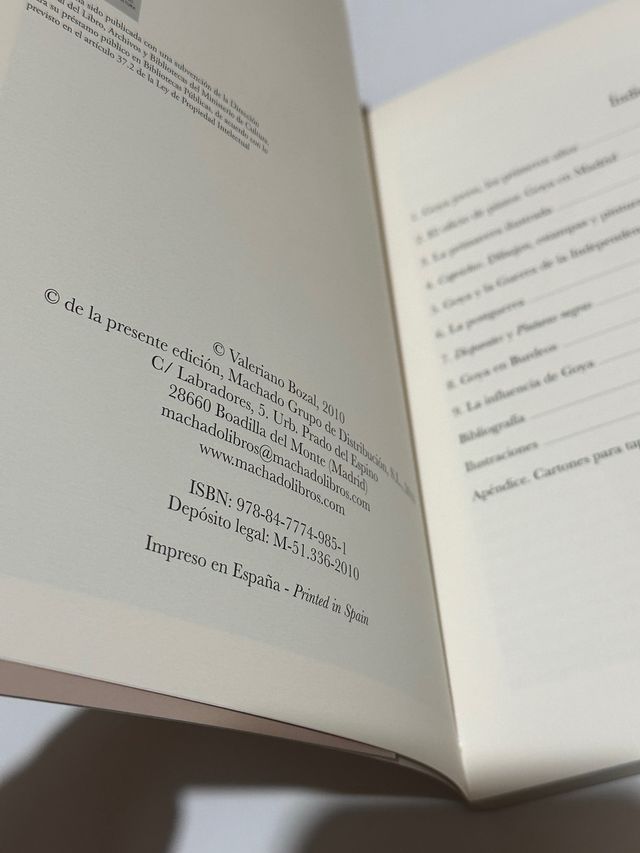 sido publicada con una subvención de la Dirección
al del Libro, Archivos y Bibliotecas del Ministerio de Cultura,
su préstamo público en Bibliotecas Públicas, de acuerdo con lo
previsto en el artículo 37.2 de la Ley de Propiedad Intelectual
© Valeriano Bozal, 2010
© de la presente edición, Machado Grupo de Distribución, S.L.,
C/ Labradores, 5. Urb. Prado del Espino
28660 Boadilla del Monte (Madrid)
machadolibros@machadolibros.com
www.machadolibros.com
ISBN: 978-84-7774-985-1
Depósito legal: M-51.336-2010
Impreso en España - Printed in Spain
1. Goya joven, los primeros años
2. El oficio de pintor. Goya en Madrid
3. La primavera ilustrada
4. Caprichos. Dibujos, estampas y pinturas
5. Goya y la Guerra de la Independen
6. La posguerra
7. Disparates y Pinturas negras
8. Goya en Burdeos
9. La influencia de Goya
Bibliografía
Ilustraciones
Apéndice. Cartones para tap